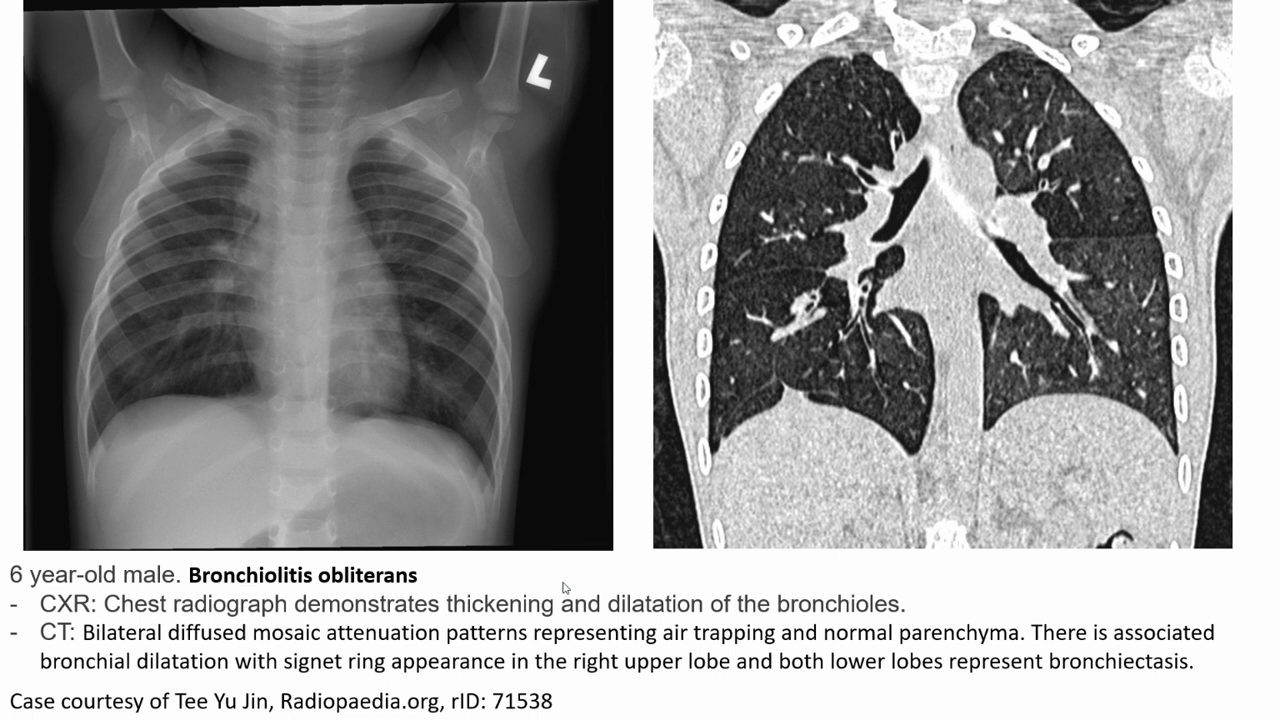 L
6 year-old male. Bronchiolitis obliterans
- CXR: Chest radiograph demonstrates thickening and dilatation of the bronchioles.
- CT: Bilateral diffused mosaic attenuation patterns representing air trapping and normal parenchyma. There is associated
bronchial dilatation with signet ring appearance in the right upper lobe and both lower lobes represent bronchiectasis.
Case courtesy of Tee Yu Jin, Radiopaedia.org, rID: 71538